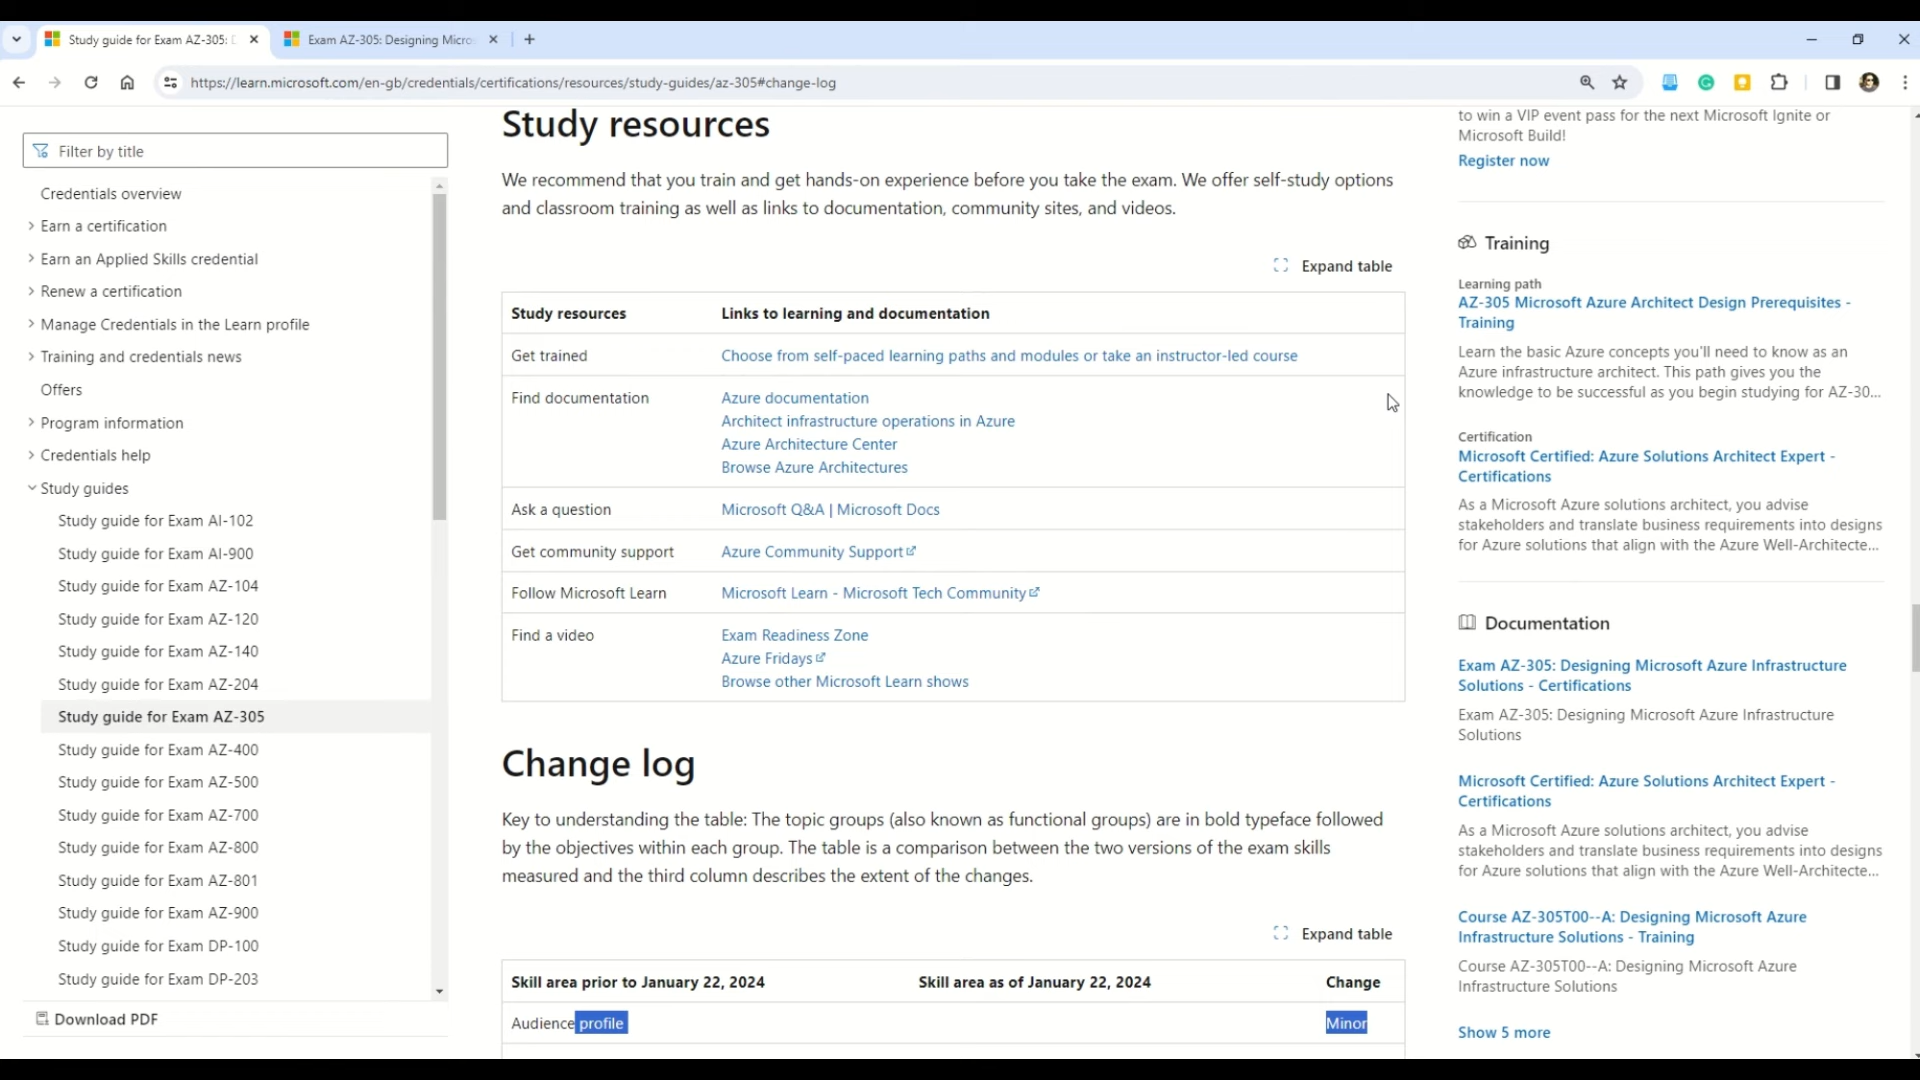 Study guide for Exam AZ-305:
Exam AZ-305: Designing Micro
https://learn.microsoft.com/en-gb/credentials/certifications/resources/study-guides/az-305#change-log
Filter by title
Credentials overview
Earn a certification
Earn an Applied Skills credential
Renew a certification
Manage Credentials in the Learn profile
Training and credentials news
Offers
Program information
Credentials help
Study guides
Study guide for Exam AI-102
Study guide for Exam AI-900
Study guide for Exam AZ-104
Study guide for Exam AZ-120
Study guide for Exam AZ-140
Study guide for Exam AZ-204
Study guide for Exam AZ-305
Study guide for Exam AZ-400
Study guide for Exam AZ-500
Study guide for Exam AZ-700
Study guide for Exam AZ-800
Study guide for Exam AZ-801
Study guide for Exam AZ-900
Study guide for Exam DP-100
Study guide for Exam DP-203
Download PDF
Study resources
We recommend that you train and get hands-on experience before you take the exam. We offer self-study options
and classroom training as well as links to documentation, community sites, and videos.
Expand table
Study resources Links to learning and documentation
Get trained Choose from self-paced learning paths and modules or take an instructor-led course
Find documentation Azure documentation
Architect infrastructure operations in Azure
Azure Architecture Center
Browse Azure Architectures
Ask a question Microsoft Q&A | Microsoft Docs
Get community support Azure Community Support
Follow Microsoft Learn Microsoft Learn - Microsoft Tech Community
Find a video Exam Readiness Zone
Azure Fridays
Browse other Microsoft Learn shows
Change log
Key to understanding the table: The topic groups (also known as functional groups) are in bold typeface followed
by the objectives within each group. The table is a comparison between the two versions of the exam skills
measured and the third column describes the extent of the changes.
Expand table
Skill area prior to January 22, 2024 Skill area as of January 22, 2024 Change
Audience profile Minor
to win a VIP event pass for the next Microsoft Ignite or
Microsoft Build!
Register now
Training
Learning path
AZ-305 Microsoft Azure Architect Design Prerequisites -
Training
Learn the basic Azure concepts you'll need to know as an
Azure infrastructure architect. This path gives you the
knowledge to be successful as you begin studying for AZ-30...
Certification
Microsoft Certified: Azure Solutions Architect Expert -
Certifications
As a Microsoft Azure solutions architect, you advise
stakeholders and translate business requirements into designs
for Azure solutions that align with the Azure Well-Architecte...
Documentation
Exam AZ-305: Designing Microsoft Azure Infrastructure
Solutions - Certifications
Exam AZ-305: Designing Microsoft Azure Infrastructure
Solutions
Microsoft Certified: Azure Solutions Architect Expert -
Certifications
As a Microsoft Azure solutions architect, you advise
stakeholders and translate business requirements into designs
for Azure solutions that align with the Azure Well-Architecte...
Course AZ-305T00--A: Designing Microsoft Azure
Infrastructure Solutions - Training
Course AZ-305T00--A: Designing Microsoft Azure
Infrastructure Solutions
Show 5 more